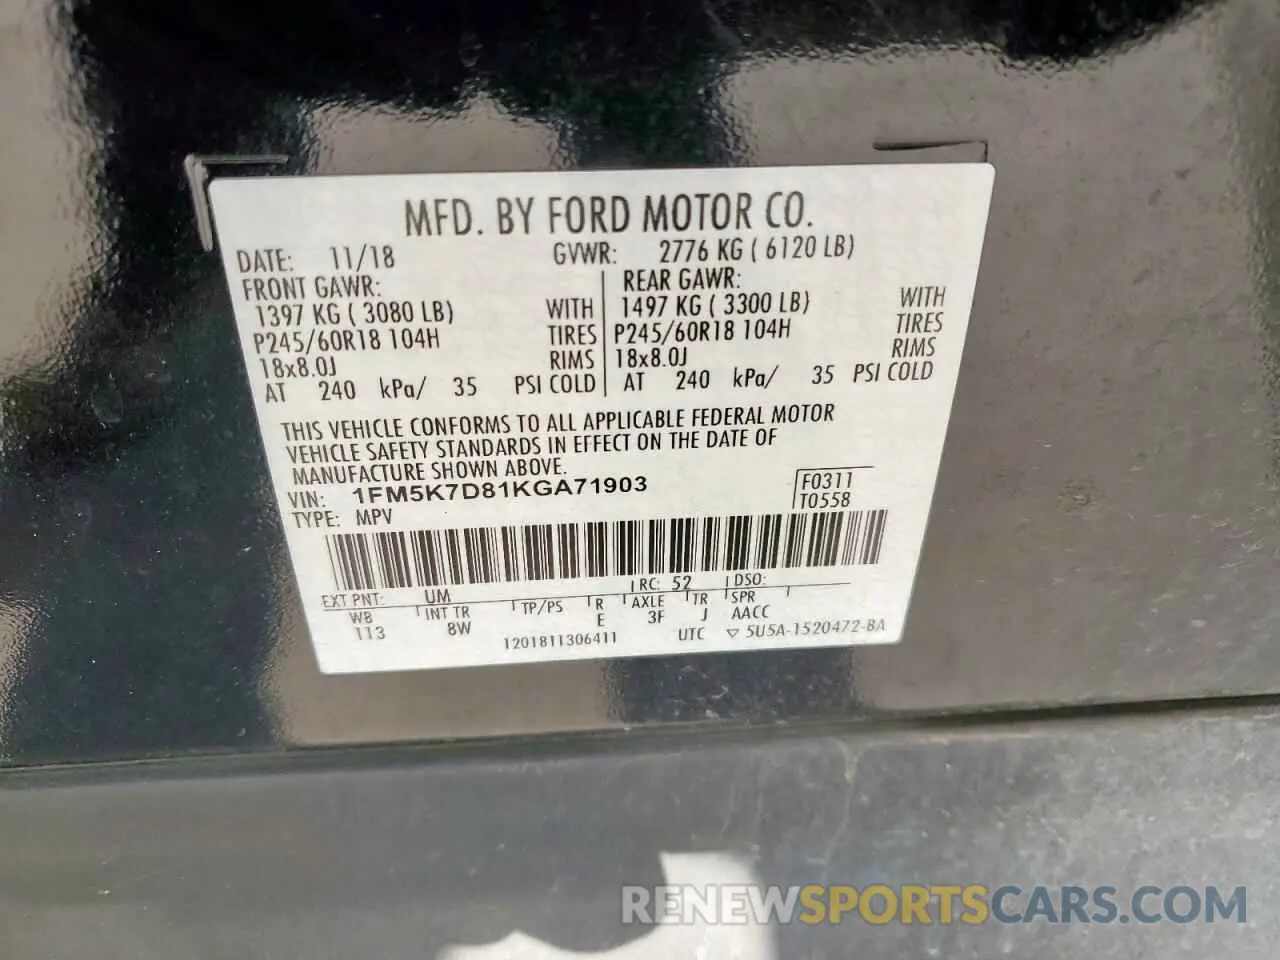 MFD. BY FORD MOTOR CO.
DATE: 11/18 GVWR: 2776 KG ( 6120 LB)
FRONT GAWR: REAR GAWR:
1397 KG ( 3080 LB) WITH 1497 KG ( 3300 LB) WITH
P245/60R18 104H TIRES P245/60R18 104H TIRES
18x8.0J RIMS 18x8.0J RIMS
AT 240 kPa/ 35 PSI COLD AT 240 kPa/ 35 PSI COLD
THIS VEHICLE CONFORMS TO ALL APPLICABLE FEDERAL MOTOR
VEHICLE SAFETY STANDARDS IN EFFECT ON THE DATE OF
MANUFACTURE SHOWN ABOVE.
VIN: 1FM5K7D81KGA71903 F0311
TYPE: MPV T0558
EXT PNT: UM RC: 52 DSO:
WB INT TR TP/PS R AXLE TR SPR
113 8W E 3F J AACC
1201811306411 UTC ▽ 5U5A-1520472-BA
RENEWSPORTSCARS.COM